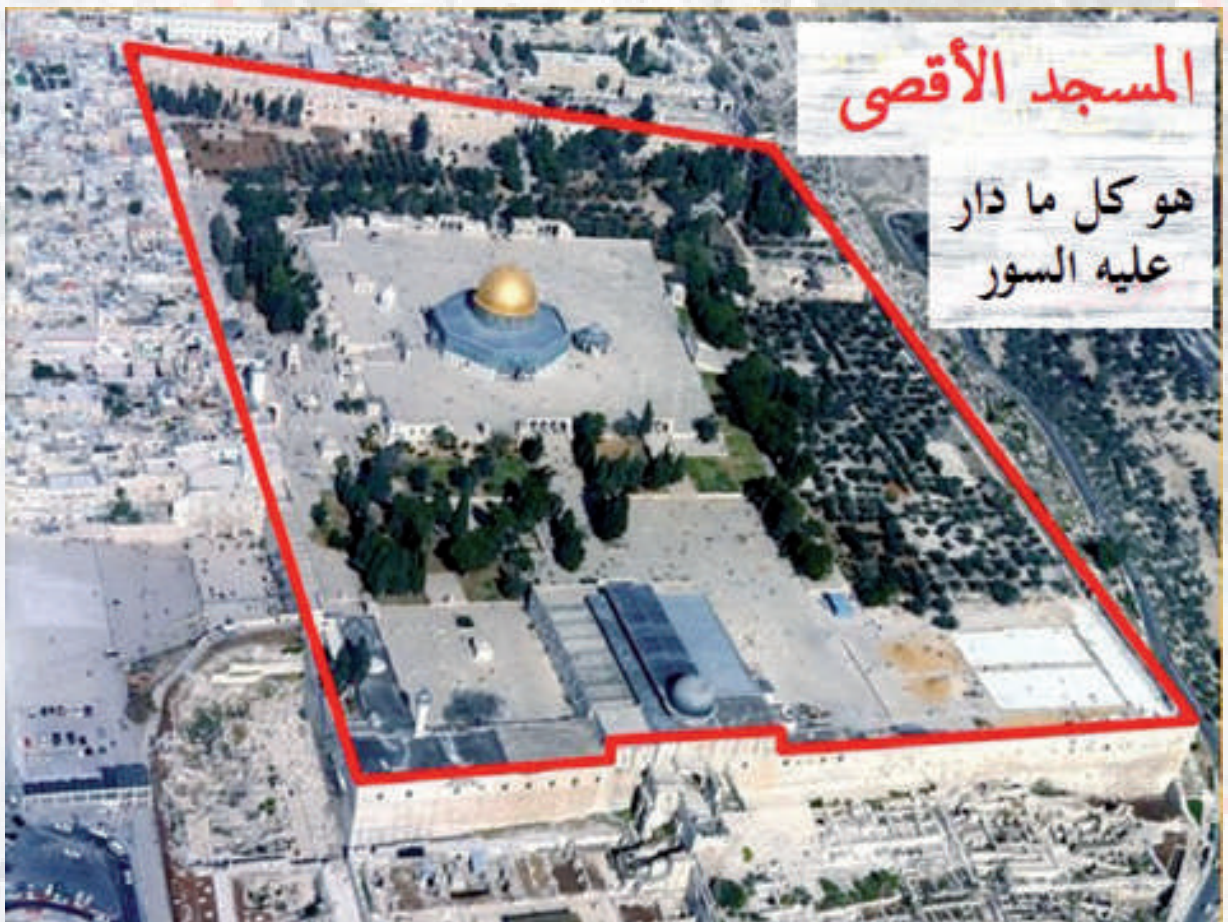 المسجد الأقصى
هو كل ما دار
عليه السور